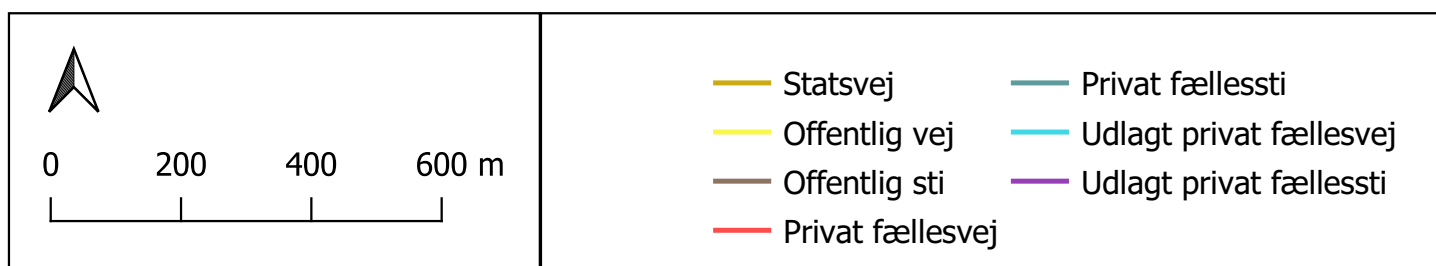 0 200 400 600 m
Statsvej
Offentlig vej
Offentlig sti
Privat fællesvej
Privat fællessti
Udlagt privat fællesvej
Udlagt privat fællessti